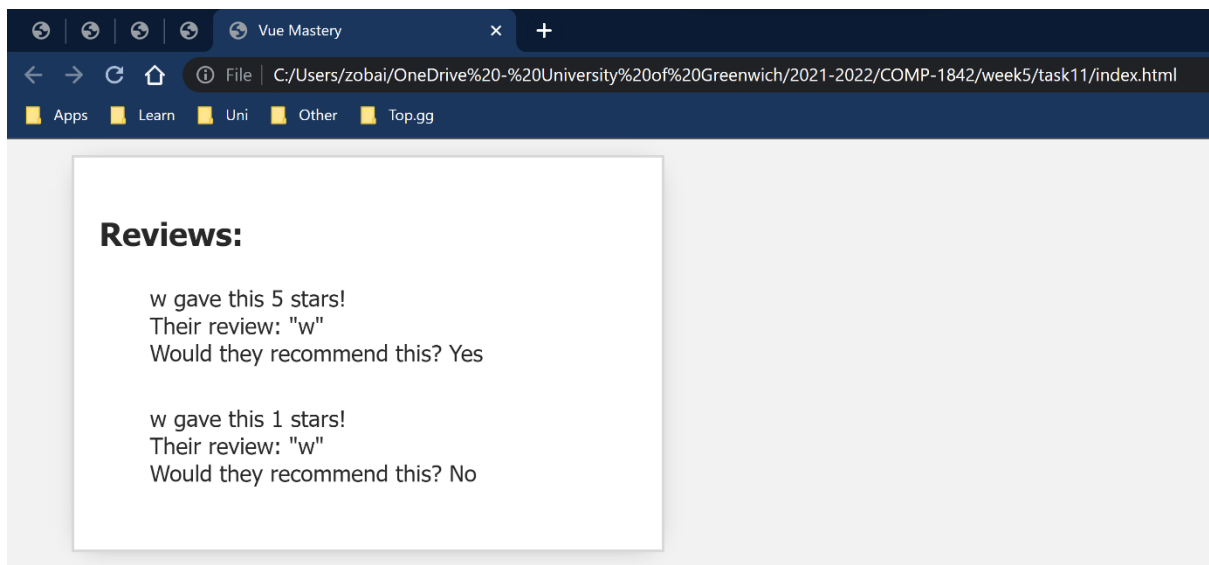 Vue Mastery
File C:/Users/zobai/OneDrive%20-%20University%20of%20Greenwich/2021-2022/COMP-1842/week5/task11/index.html
Apps Learn Uni Other Top.gg
Reviews:
w gave this 5 stars!
Their review: "w"
Would they recommend this? Yes
w gave this 1 stars!
Their review: "w"
Would they recommend this? No